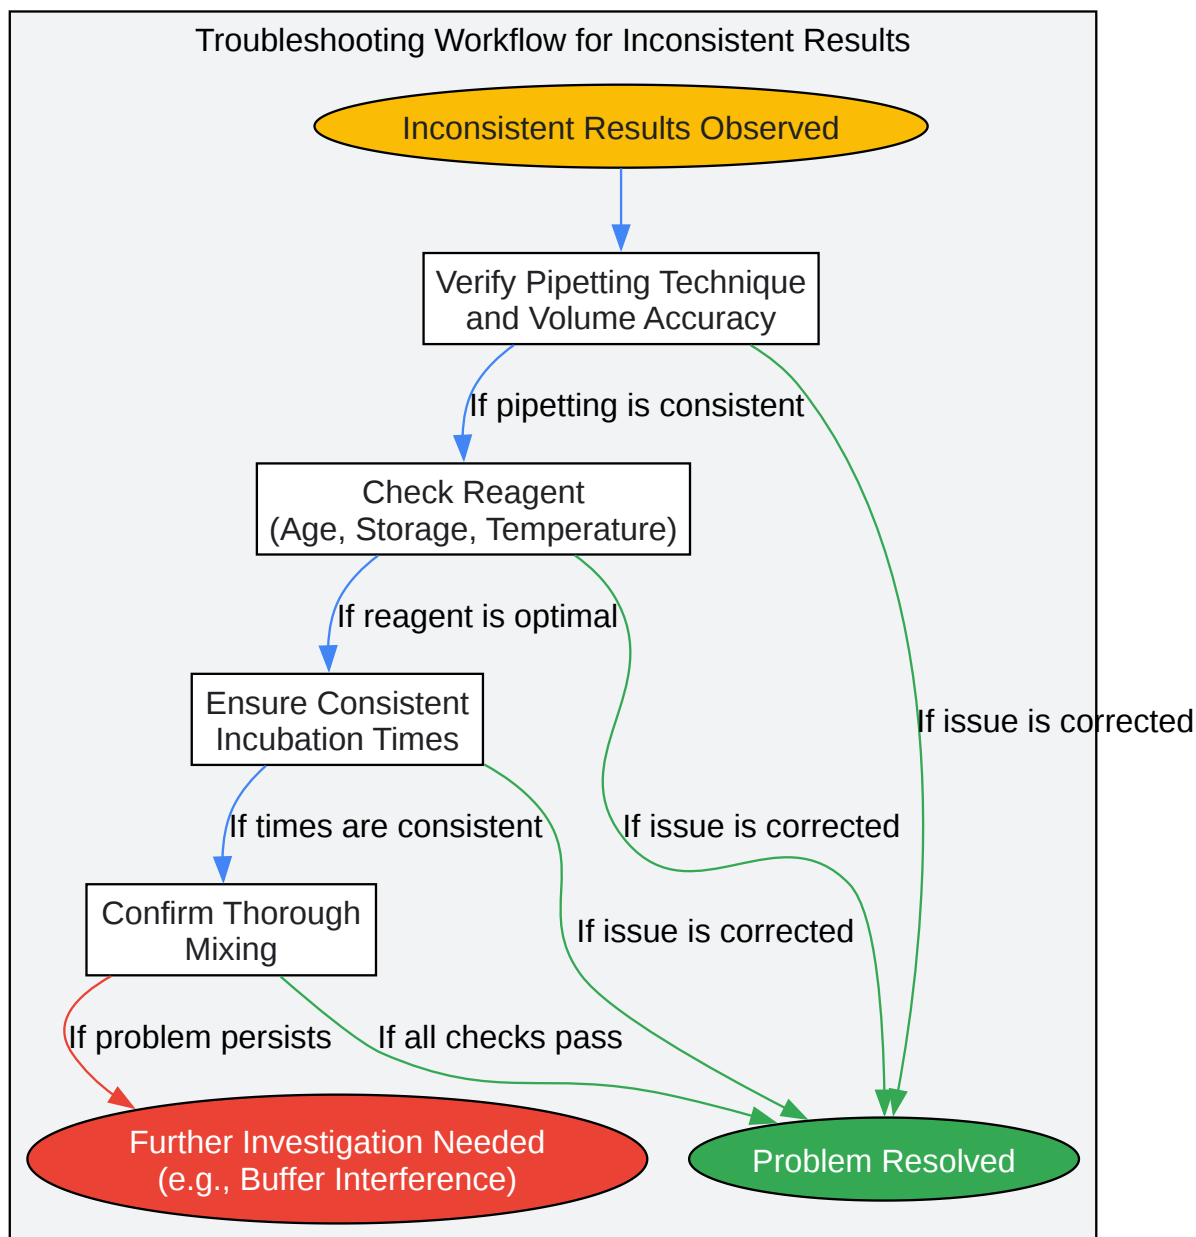 Troubleshooting Workflow for Inconsistent Results
Inconsistent Results Observed
Verify Pipetting Technique
and Volume Accuracy
If pipetting is consistent
Check Reagent
(Age, Storage, Temperature)
If reagent is optimal
Ensure Consistent
Incubation Times
If issue is corrected
If times are consistent
If issue is corrected
Confirm Thorough
Mixing
If issue is corrected
If problem persists
If all checks pass
Further Investigation Needed
(e.g., Buffer Interference)
Problem Resolved